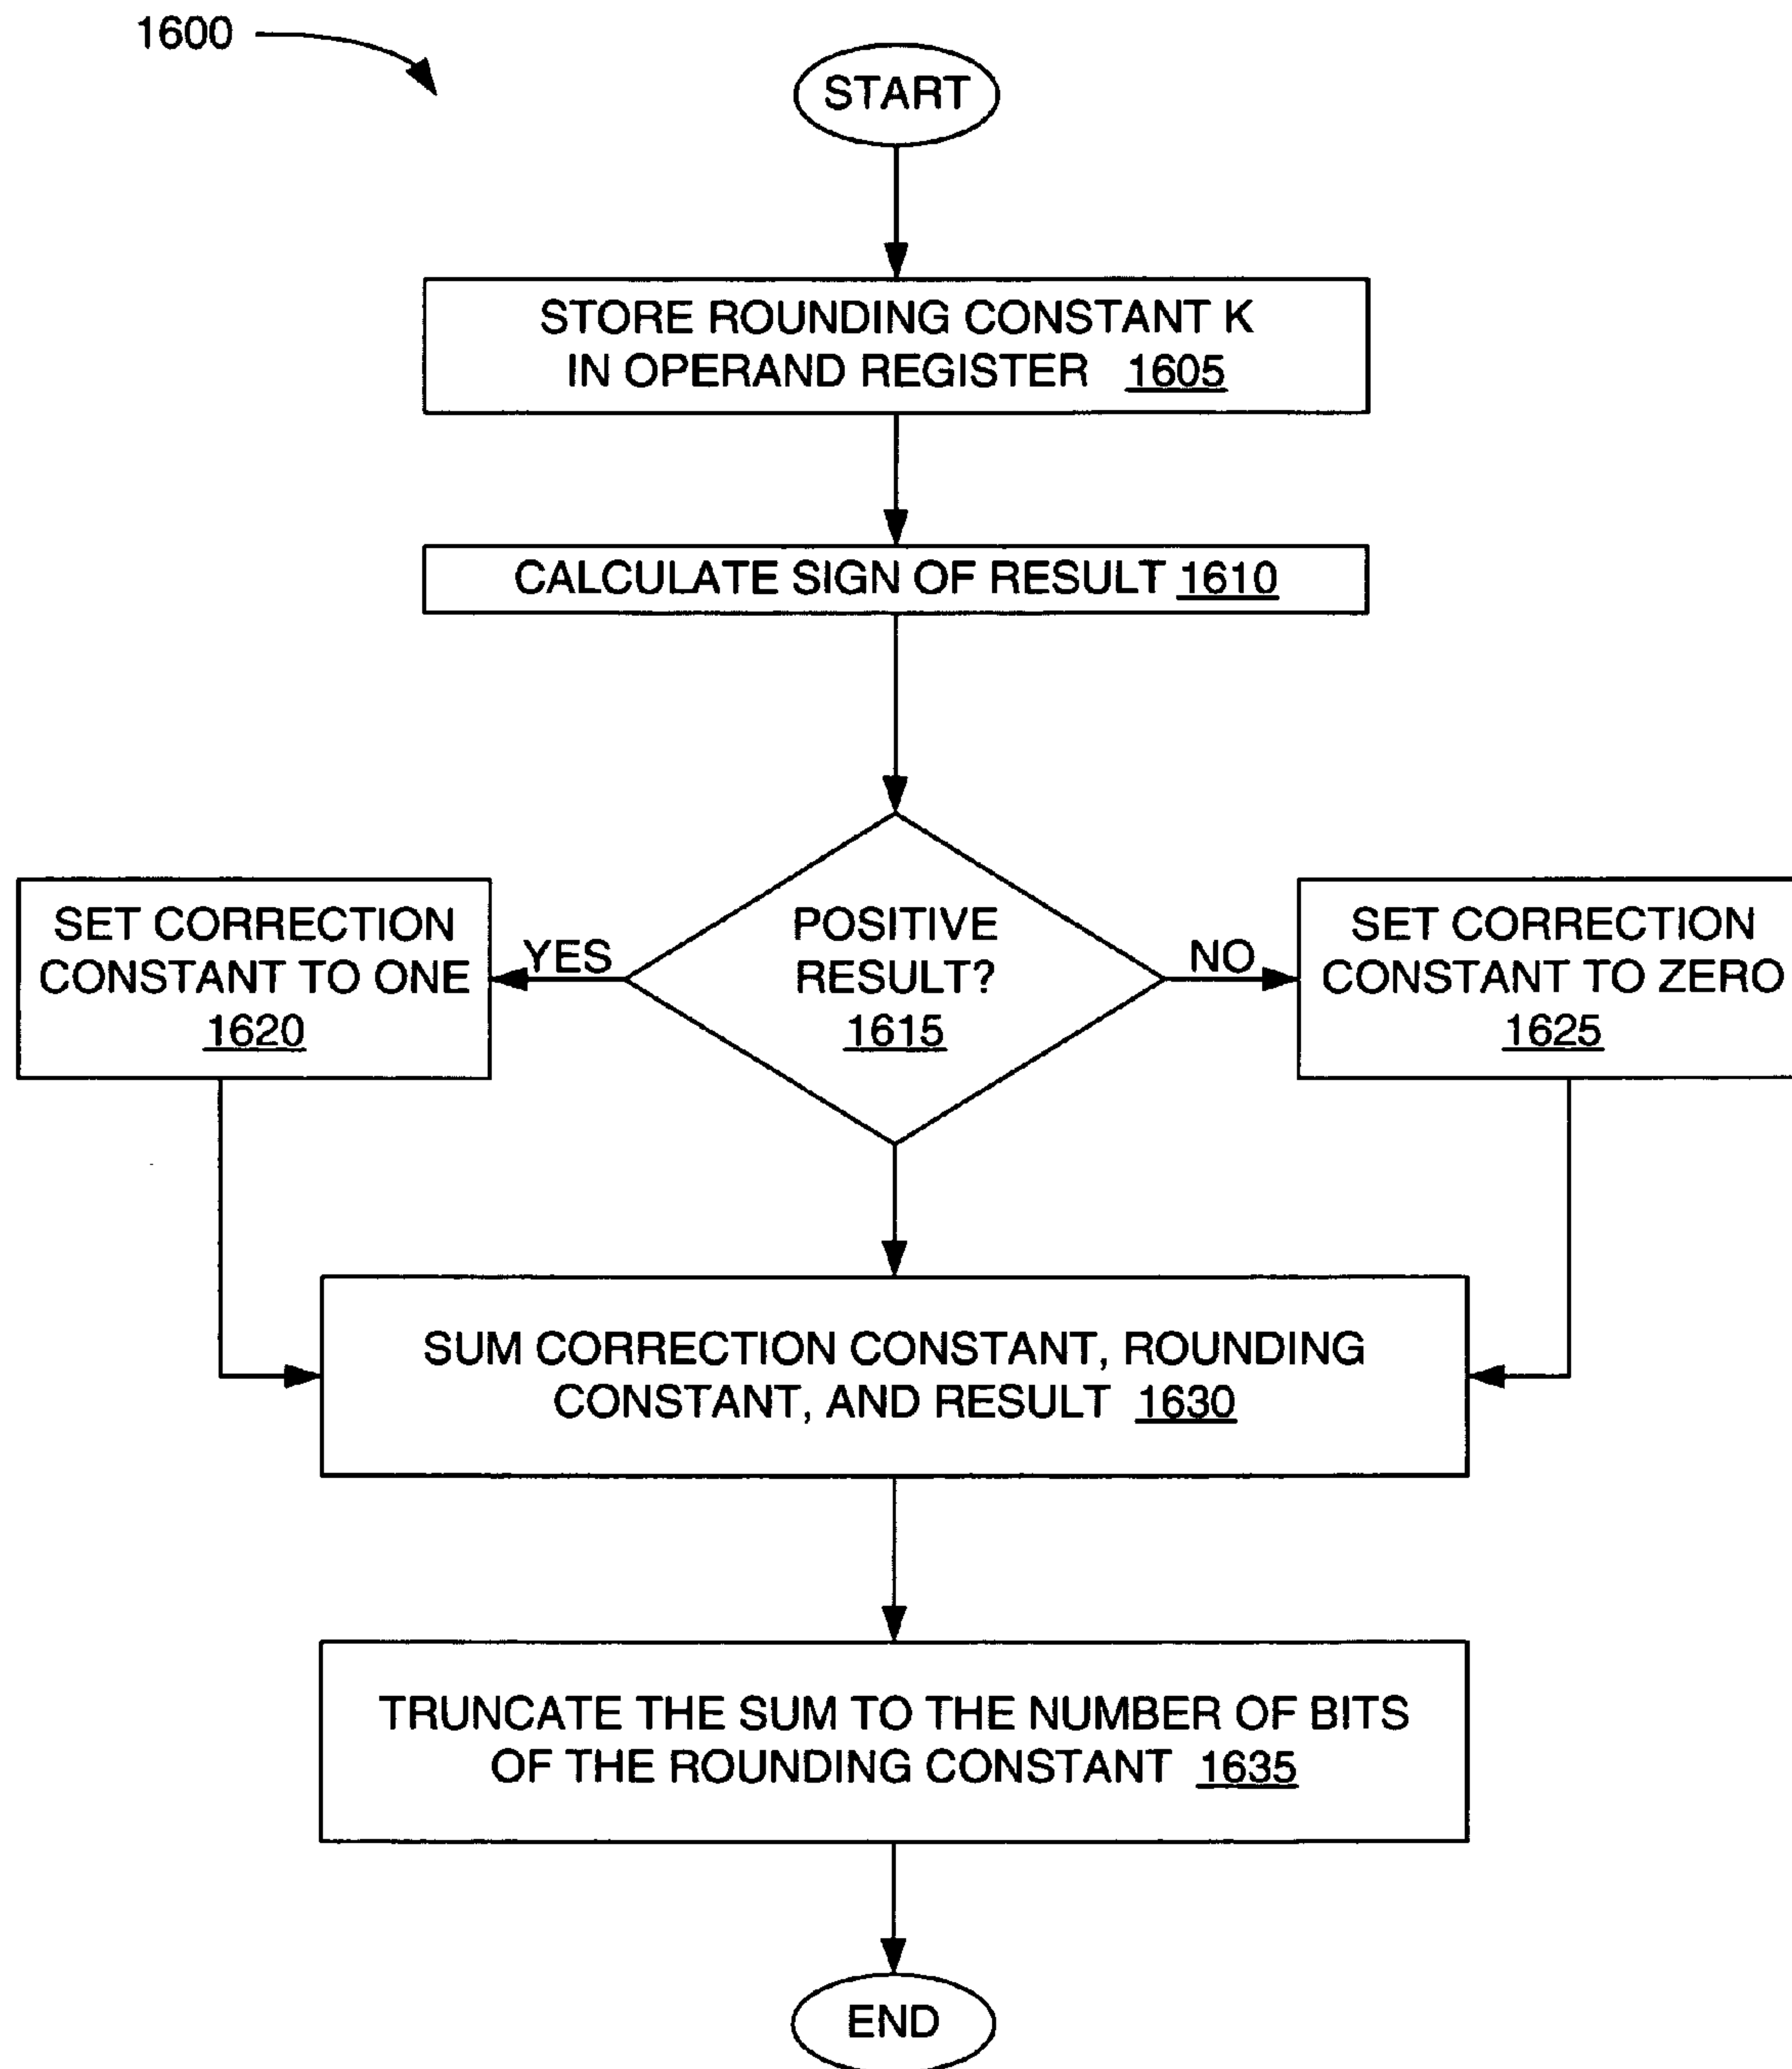 1600
START
STORE ROUNDING CONSTANT K
IN OPERAND REGISTER 1605
CALCULATE SIGN OF RESULT 1610
POSITIVE
RESULT?
1615
YES
NO
SET CORRECTION
CONSTANT TO ONE
1620
SET CORRECTION
CONSTANT TO ZERO
1625
SUM CORRECTION CONSTANT, ROUNDING
CONSTANT, AND RESULT 1630
TRUNCATE THE SUM TO THE NUMBER OF BITS
OF THE ROUNDING CONSTANT 1635
END